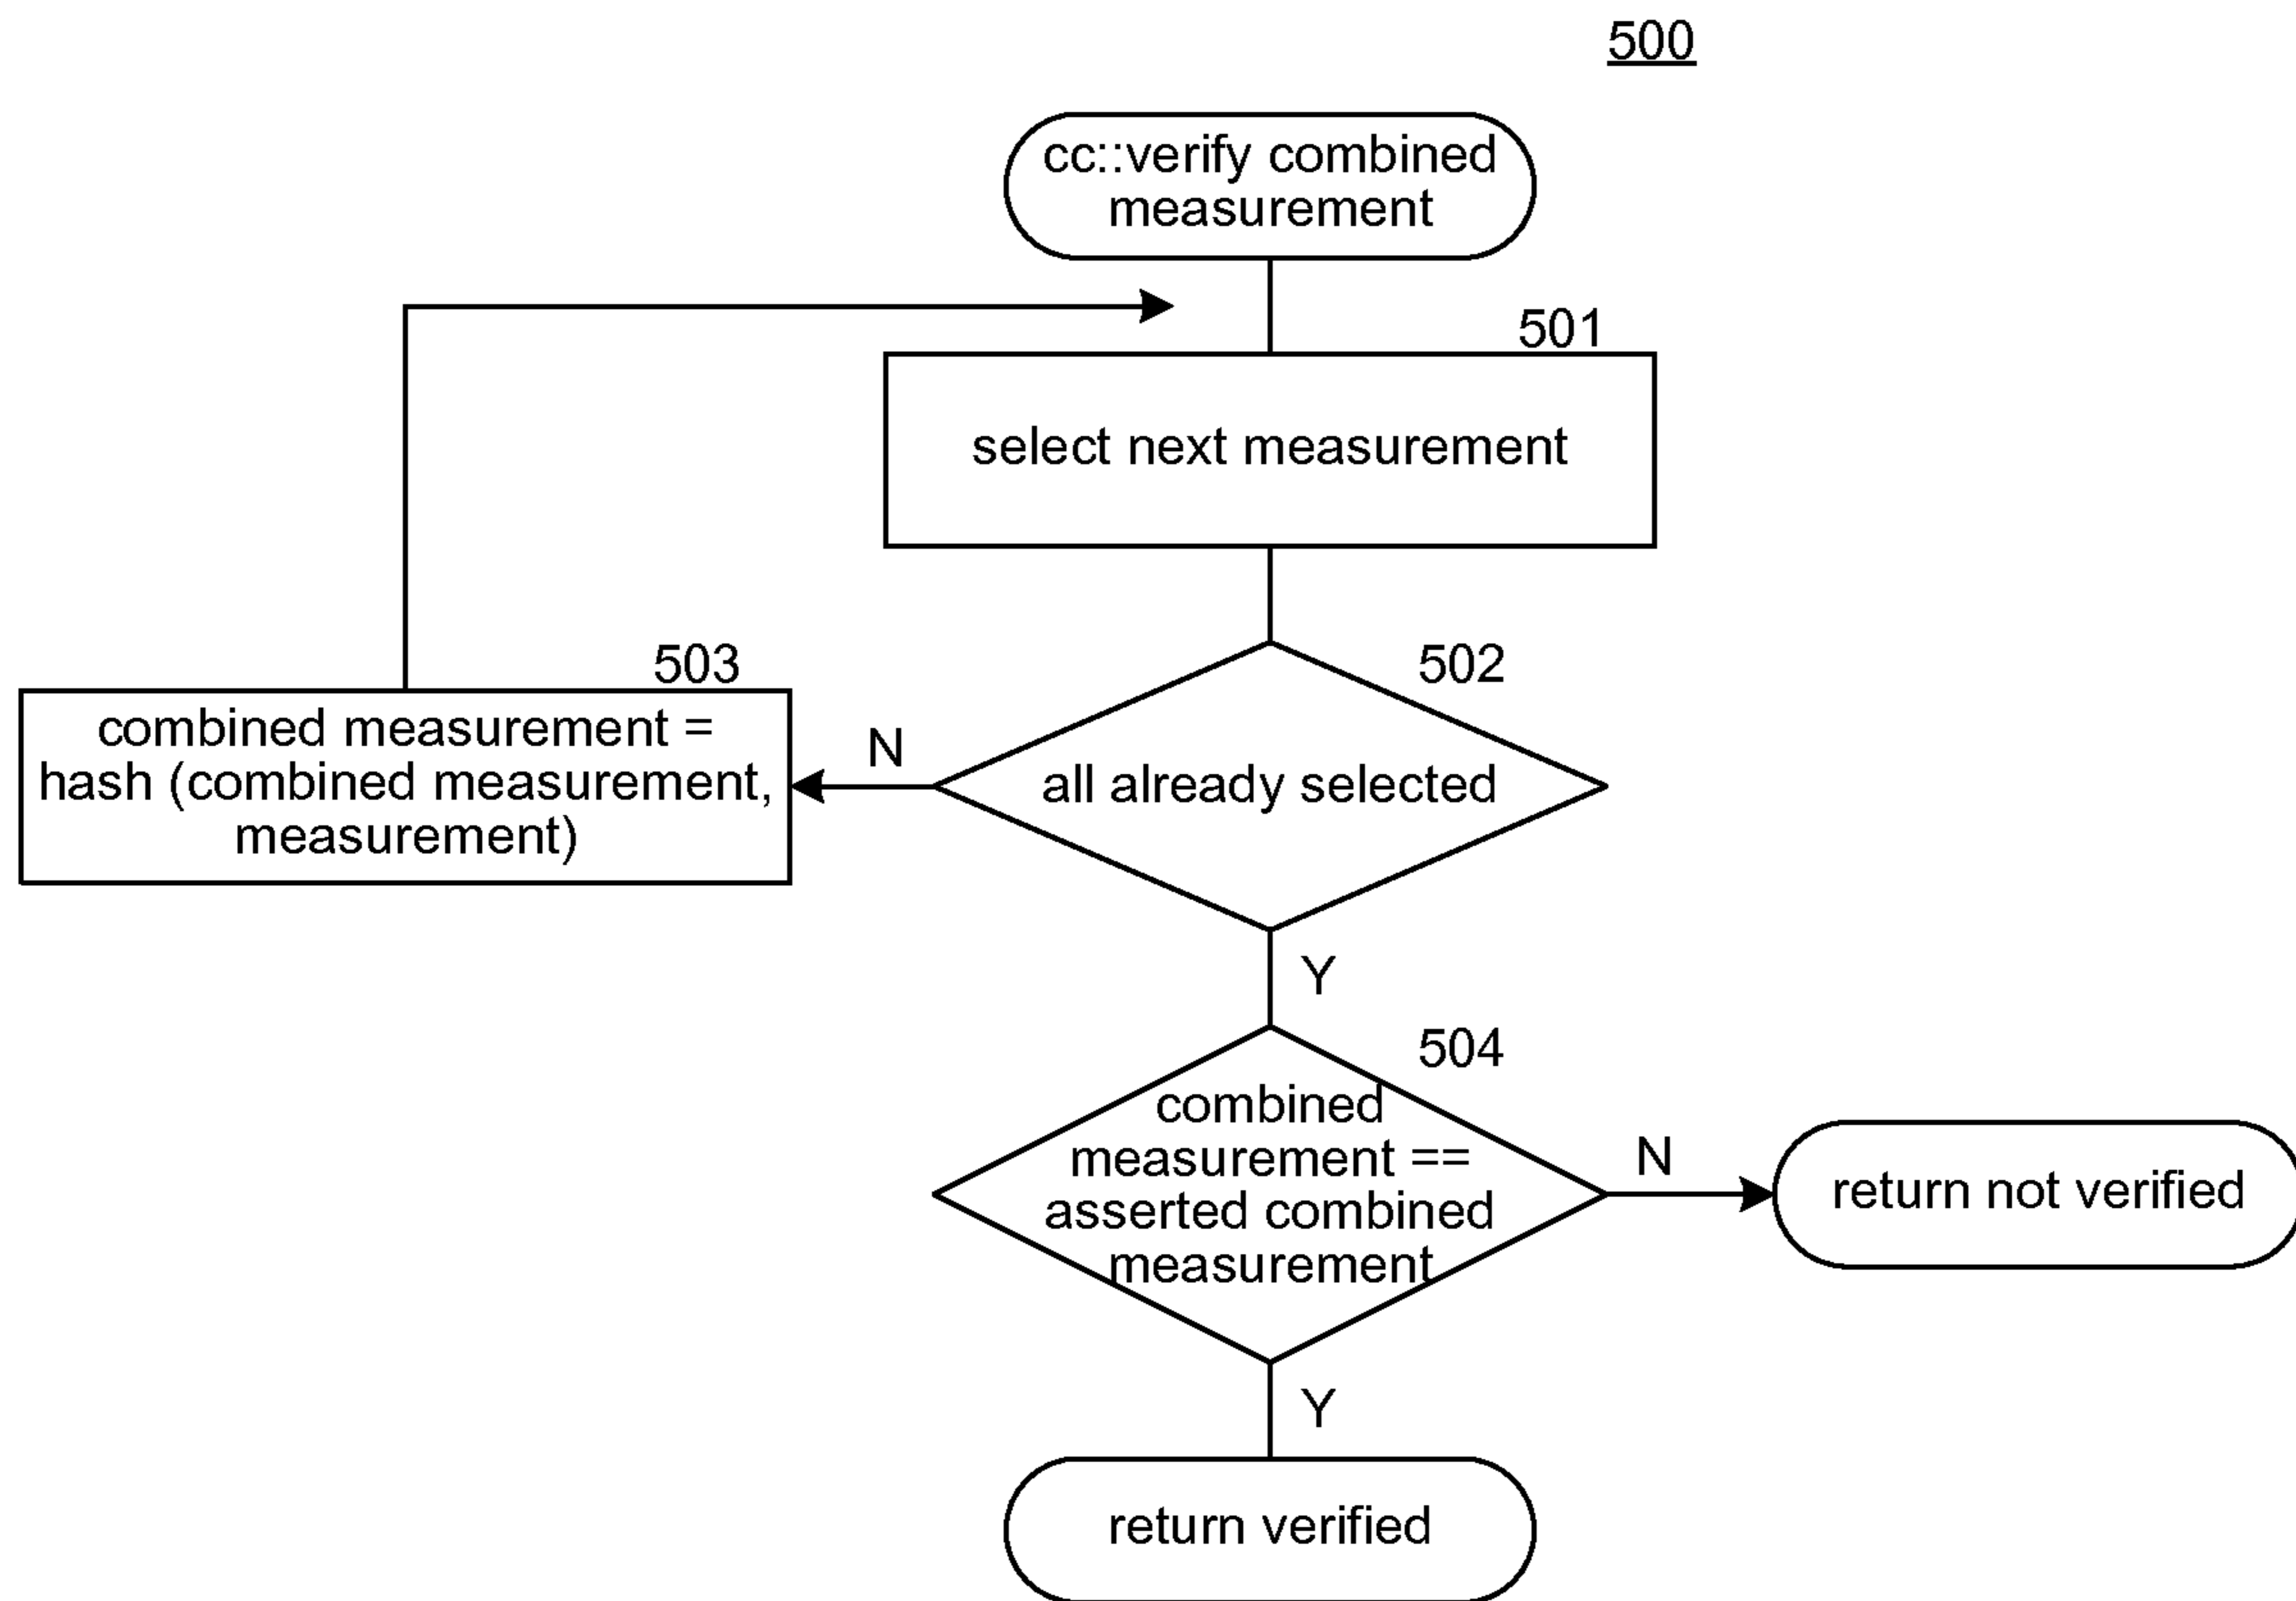 500
cc::verify combined
measurement
501
select next measurement
503
combined measurement =
hash (combined measurement,
measurement)
N
502
all already selected
Y
504
combined
measurement ==
asserted combined
measurement
N
return not verified
Y
return verified